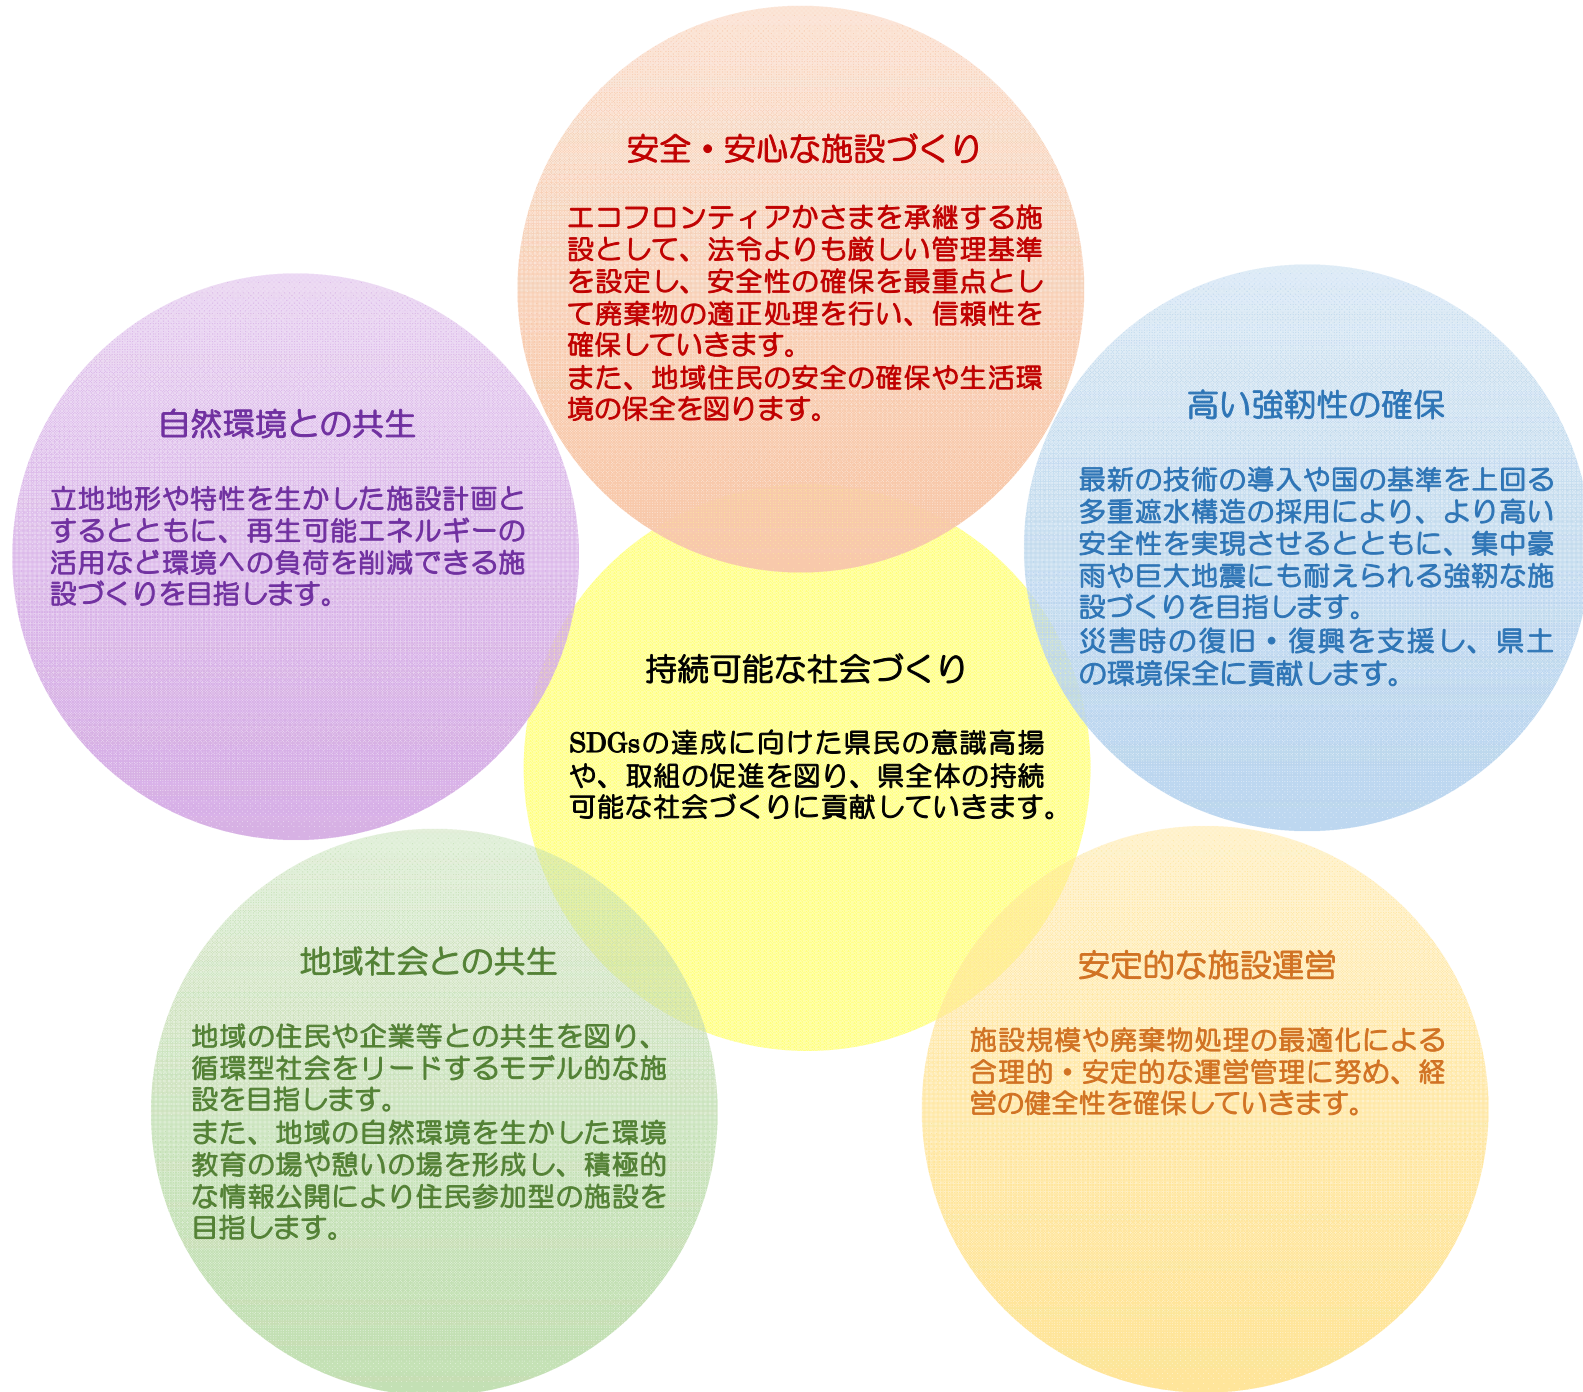 安全・安心な施設づくり
エコフロンティアかさまを承継する施
設として、法令よりも厳しい管理基準
を設定し、安全性の確保を最重点とし
て廃棄物の適正処理を行い、信頼性を
確保していきます。
また、地域住民の安全の確保や生活環
境の保全を図ります。
自然環境との共生
立地地形や特性を生かした施設計画と
するとともに、再生可能エネルギーの
活用など環境への負荷を削減できる施
設づくりを目指します。
高い強靭性の確保
最新の技術の導入や国の基準を上回る
多重遮水構造の採用により、より高い
安全性を実現させるとともに、集中豪
雨や巨大地震にも耐えられる強靭な施
設づくりを目指します。
災害時の復旧・復興を支援し、県土
の環境保全に貢献します。
持続可能な社会づくり
SDGsの達成に向けた県民の意識高揚
や、取組の促進を図り、県全体の持続
可能な社会づくりに貢献していきます。
地域社会との共生
地域の住民や企業等との共生を図り、
循環型社会をリードするモデル的な施
設を目指します。
また、地域の自然環境を生かした環境
教育の場や憩いの場を形成し、積極的
な情報公開により住民参加型の施設を
目指します。
安定的な施設運営
施設規模や廃棄物処理の最適化による
合理的・安定的な運営管理に努め、経
営の健全性を確保していきます。